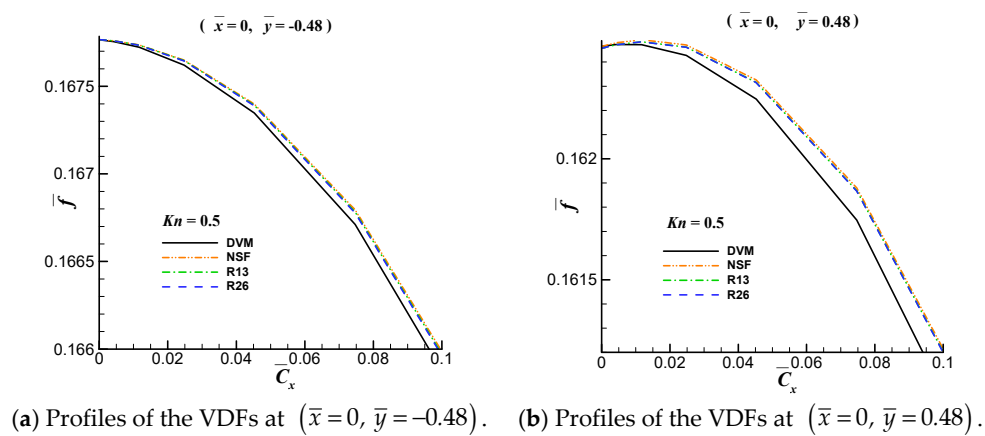 ( x̅ = 0, y̅ = -0.48 )
0.1675
0.167
0.1665
0.166
f̅
Kn = 0.5
DVM
NSF
R13
R26
0 0.02 0.04 0.06 0.08 0.1
C̅x
( x̅ = 0, y̅ = 0.48 )
0.162
0.1615
f̅
Kn = 0.5
DVM
NSF
R13
R26
0 0.02 0.04 0.06 0.08 0.1
C̅x
(a) Profiles of the VDFs at (x̅ = 0, y̅ = −0.48).
(b) Profiles of the VDFs at (x̅ = 0, y̅ = 0.48).